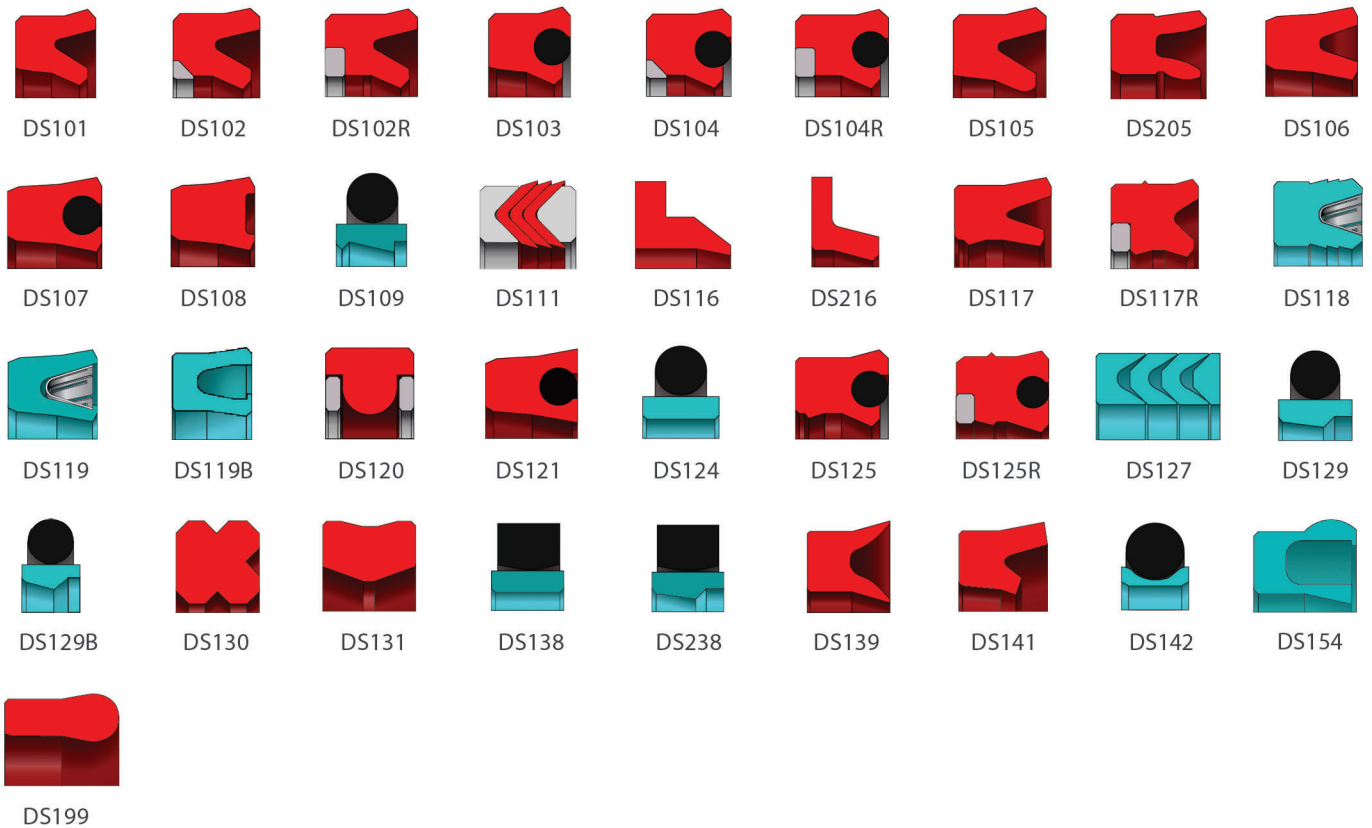 DS101 DS102 DS102R DS103 DS104 DS104R DS105 DS205 DS106
DS107 DS108 DS109 DS111 DS116 DS216 DS117 DS117R DS118
DS119 DS119B DS120 DS121 DS124 DS125 DS125R DS127 DS129
DS129B DS130 DS131 DS138 DS238 DS139 DS141 DS142 DS154
DS199